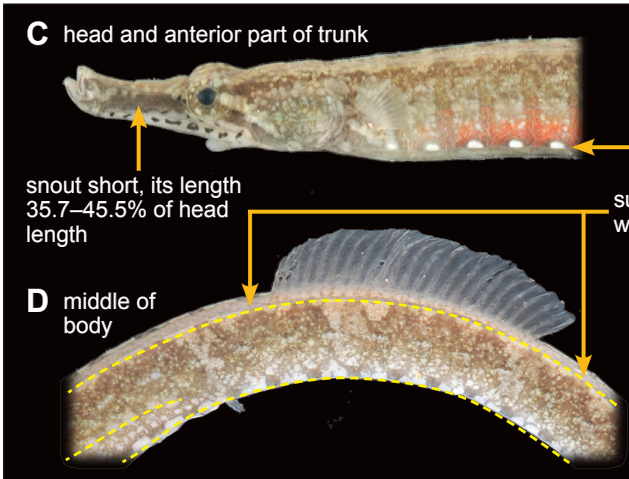 C head and anterior part of trunk
snout short, its length
35.7–45.5% of head
length
D middle of
body